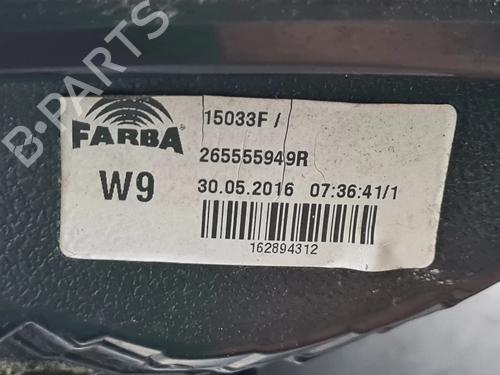 B-PARTS
FARBA
W9
15033F /
265555949R
30.05.2016 07:36:41/1
162894312